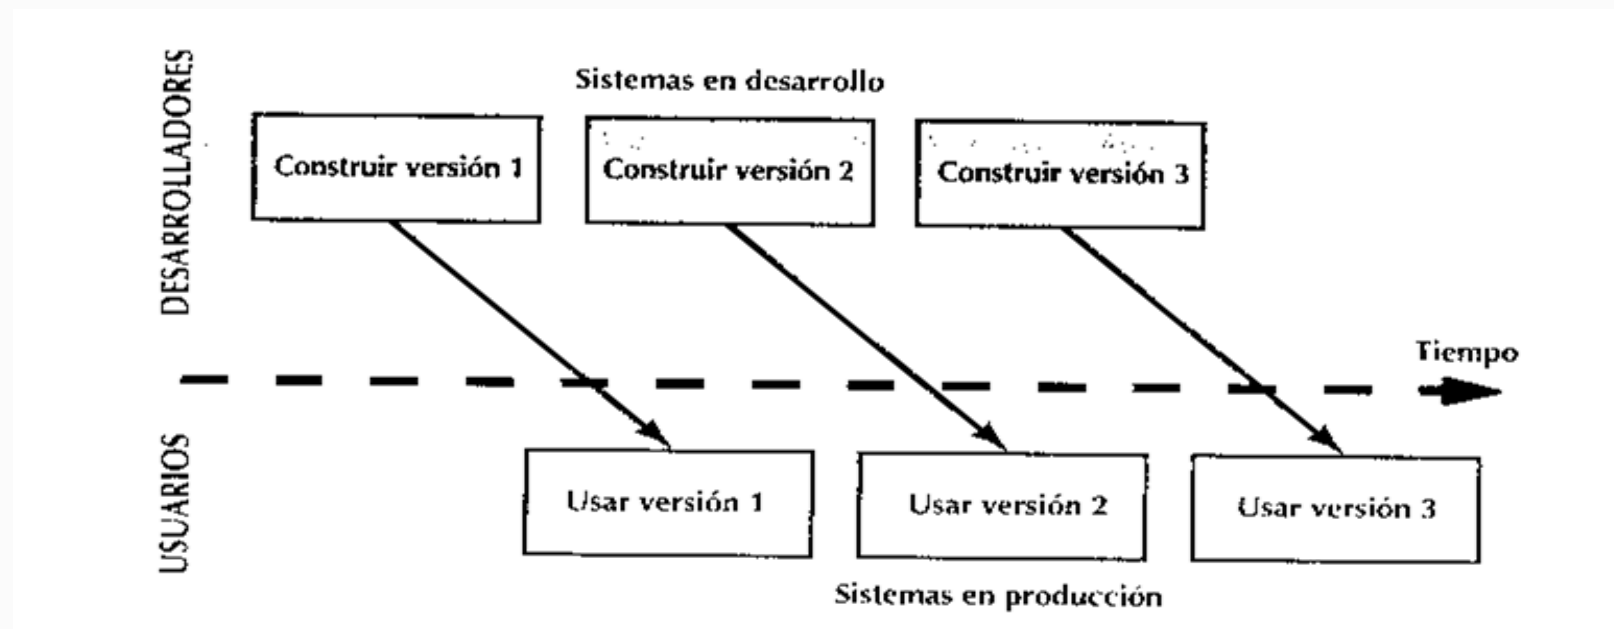 DESARROLLADORES
Sistemas en desarrollo
Construir versión 1
Construir versión 2
Construir versión 3
Tiempo
USUARIOS
Usar versión 1
Usar versión 2
Usar versión 3
Sistemas en producción